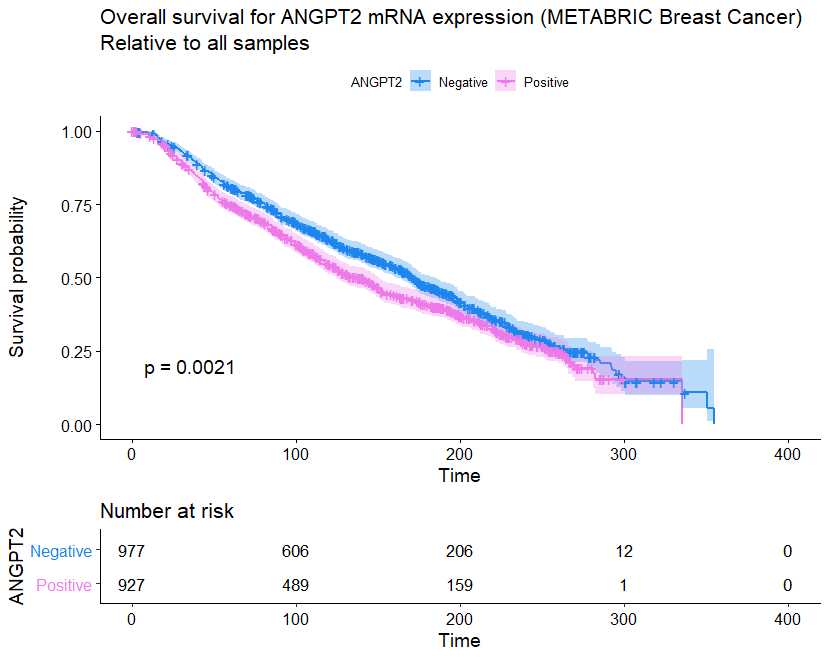 Overall survival for ANGPT2 mRNA expression (METABRIC Breast Cancer)
Relative to all samples
ANGPT2 Negative Positive
Survival probability
1.00
0.75
0.50
0.25
0.00
p = 0.0021
0 100 200 300 400
Time
Number at risk
ANGPT2
Negative 977 606 206 12 0
Positive 927 489 159 1 0
0 100 200 300 400
Time